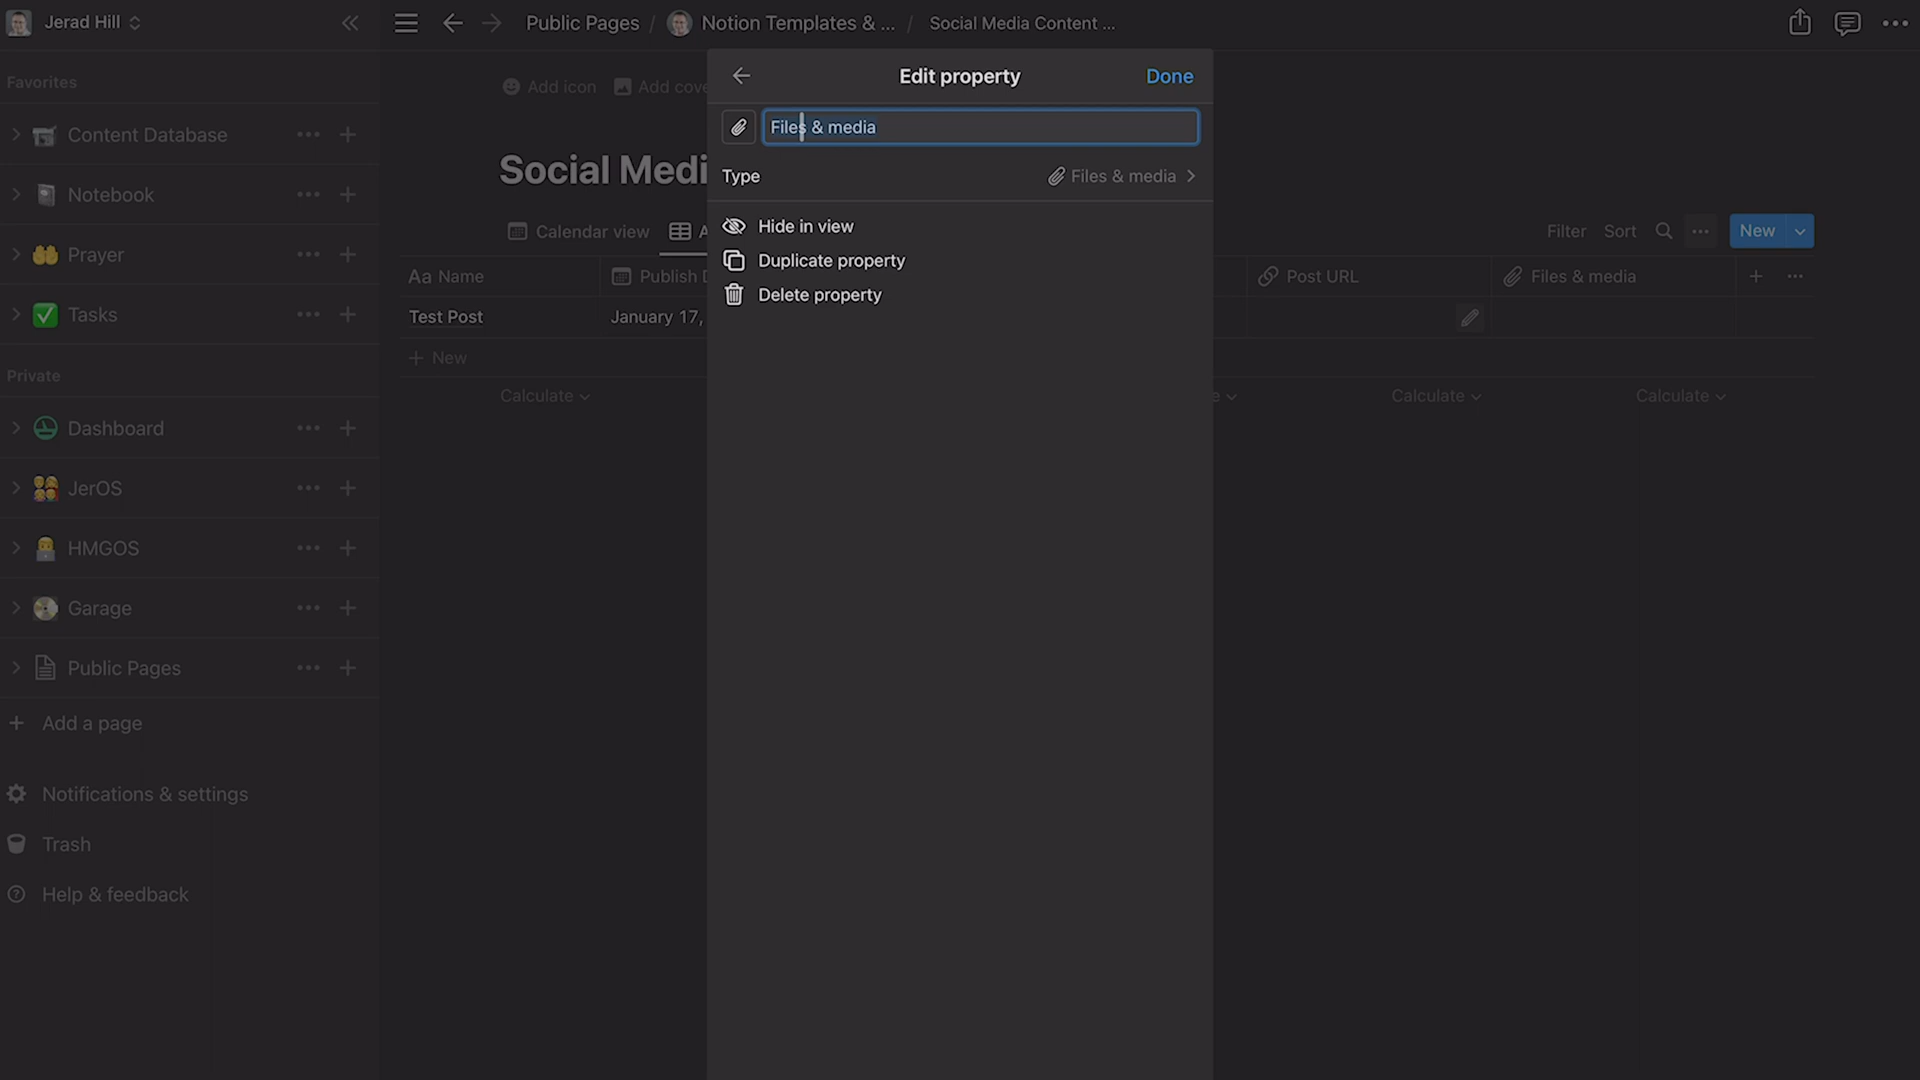 Jerad Hill
Public Pages / Notion Templates & ... / Social Media Content ...
Favorites
Content Database
Notebook
Prayer
Tasks
Private
Dashboard
JerOS
HMGOS
Garage
Public Pages
Add a page
Notifications & settings
Trash
Help & feedback
Add icon
Add cove
Social Medi
Calendar view
A
Filter
Sort
New
Aa Name
Publish D
Post URL
Files & media
Test Post
January 17,
New
Calculate
e
Calculate
Calculate
Edit property
Done
Files & media
Type
Files & media
Hide in view
Duplicate property
Delete property